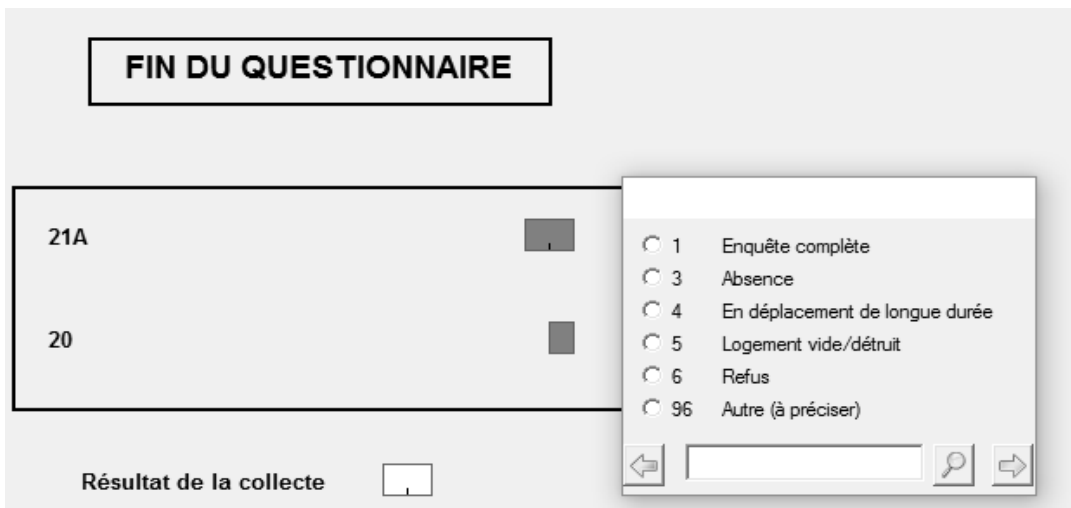 FIN DU QUESTIONNAIRE
21A
20
Résultat de la collecte
1 Enquête complète
3 Absence
4 En déplacement de longue durée
5 Logement vide/détruit
6 Refus
96 Autre (à préciser)